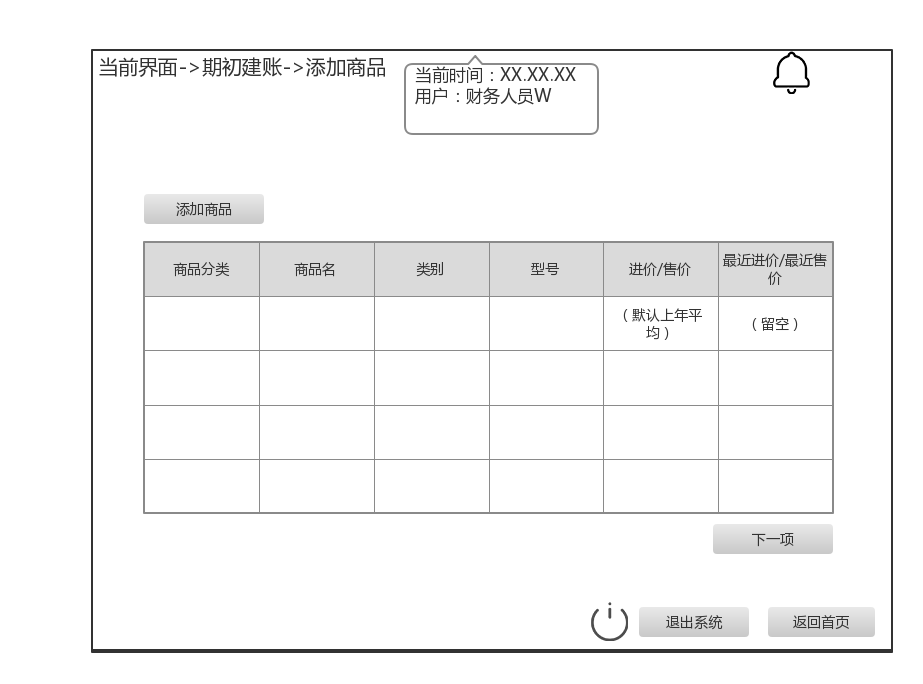 当前界面->期初建账->添加商品
当前时间：XX.XX.XX
用户：财务人员W
添加商品
商品分类 商品名 类别 型号 进价/售价 最近进价/最近售
价
（默认上年平
均） （留空）
下一项
退出系统 返回首页